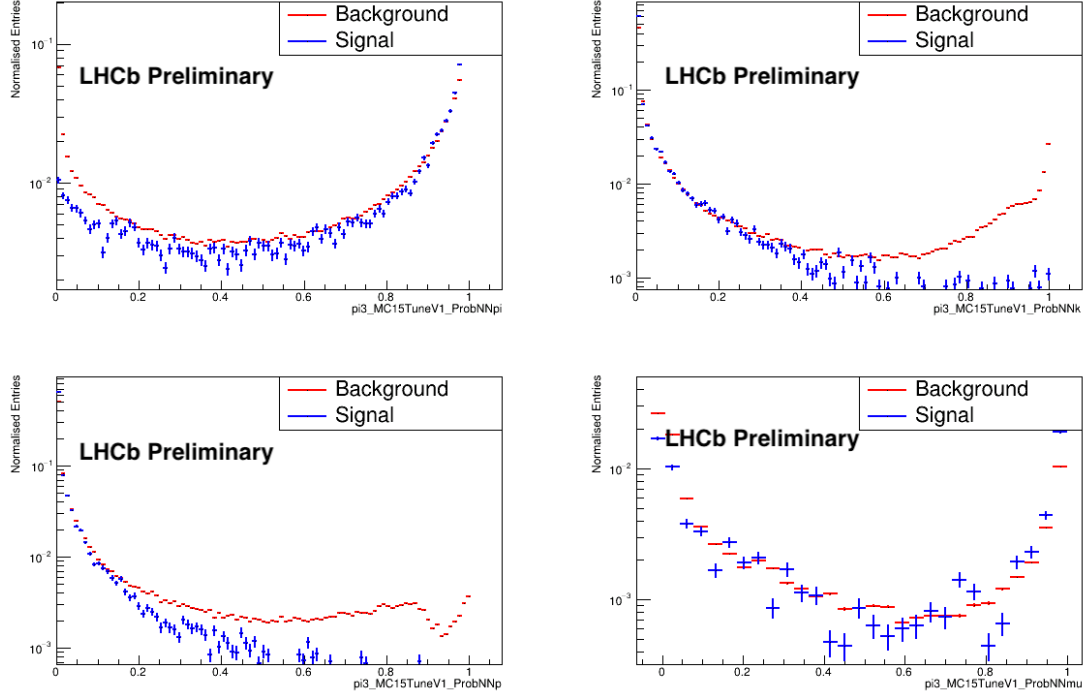 Normalised Entries
10⁻¹
10⁻²
Background
Signal
LHCb Preliminary
0 0.2 0.4 0.6 0.8 1
pi3_MC15TuneV1_ProbNNpi
Normalised Entries
10⁻¹
10⁻²
10⁻³
Background
Signal
LHCb Preliminary
0 0.2 0.4 0.6 0.8 1
pi3_MC15TuneV1_ProbNNk
Normalised Entries
10⁻¹
10⁻²
10⁻³
Background
Signal
LHCb Preliminary
0 0.2 0.4 0.6 0.8 1
pi3_MC15TuneV1_ProbNNp
Normalised Entries
10⁻²
10⁻³
Background
Signal
LHCb Preliminary
0 0.2 0.4 0.6 0.8 1
pi3_MC15TuneV1_ProbNNmu